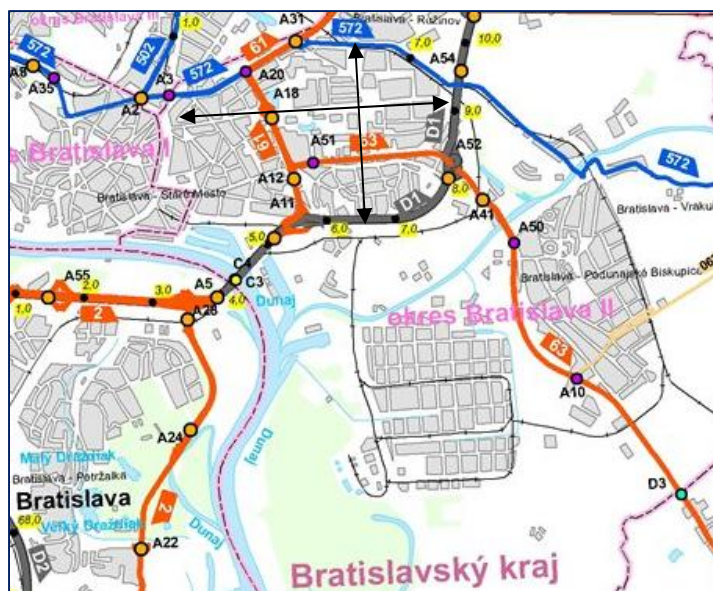 Bratislava III
A31
Bratislava - Ružinov
1,0
572
502
61
572
7,0
10,0
A8
A35
A3
572
A20
A54
A2
A18
9,0
D1
61
A51
63
A52
okres Bratislava I
572
A12
8,0
Bratislava - Staré Mesto
A11
D1
A41
Bratislava - Vraku
5,0
6,0
7,0
A50
C4
C3
A55
2,0
3,0
A5
4,0
Dunaj
Bratislava - Podunajské Biskupice
06
1,0
2
A26
okres Bratislava II
63
A10
A24
Dunaj
Malý Draždiak
Bratislava - Petržalka
D3
Bratislava
2
68,0
Veľký Draždiak
Dunaj
A22
D2
Bratislavský kraj